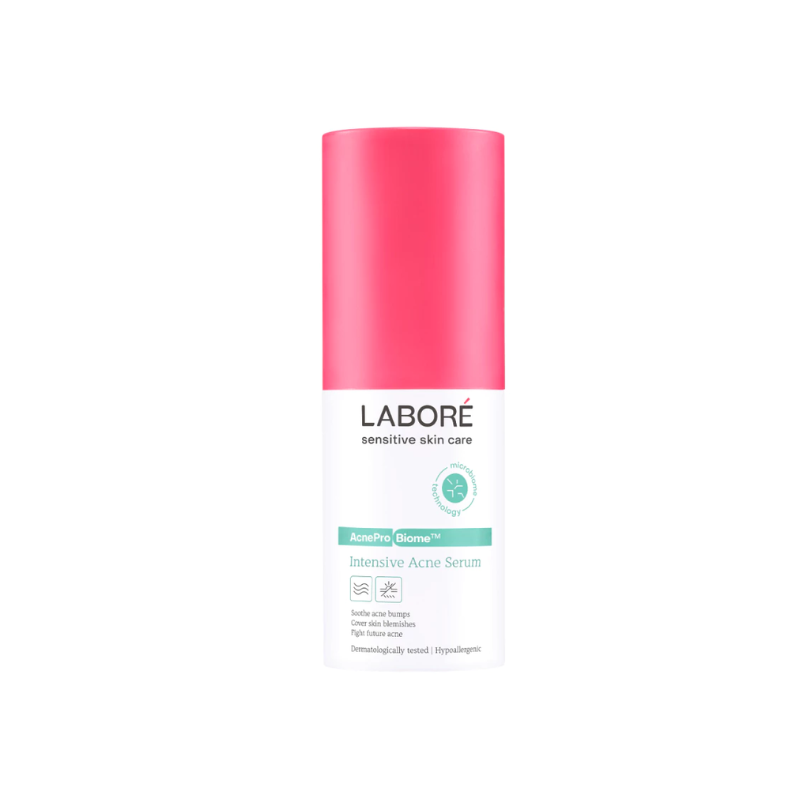 LABORÉ
sensitive skin care
microbiome
technology
AcnePro Biome™
Intensive Acne Serum
Soothe acne bumps
Cover skin blemishes
Fight future acne
Dermatologically tested | Hypoallergenic